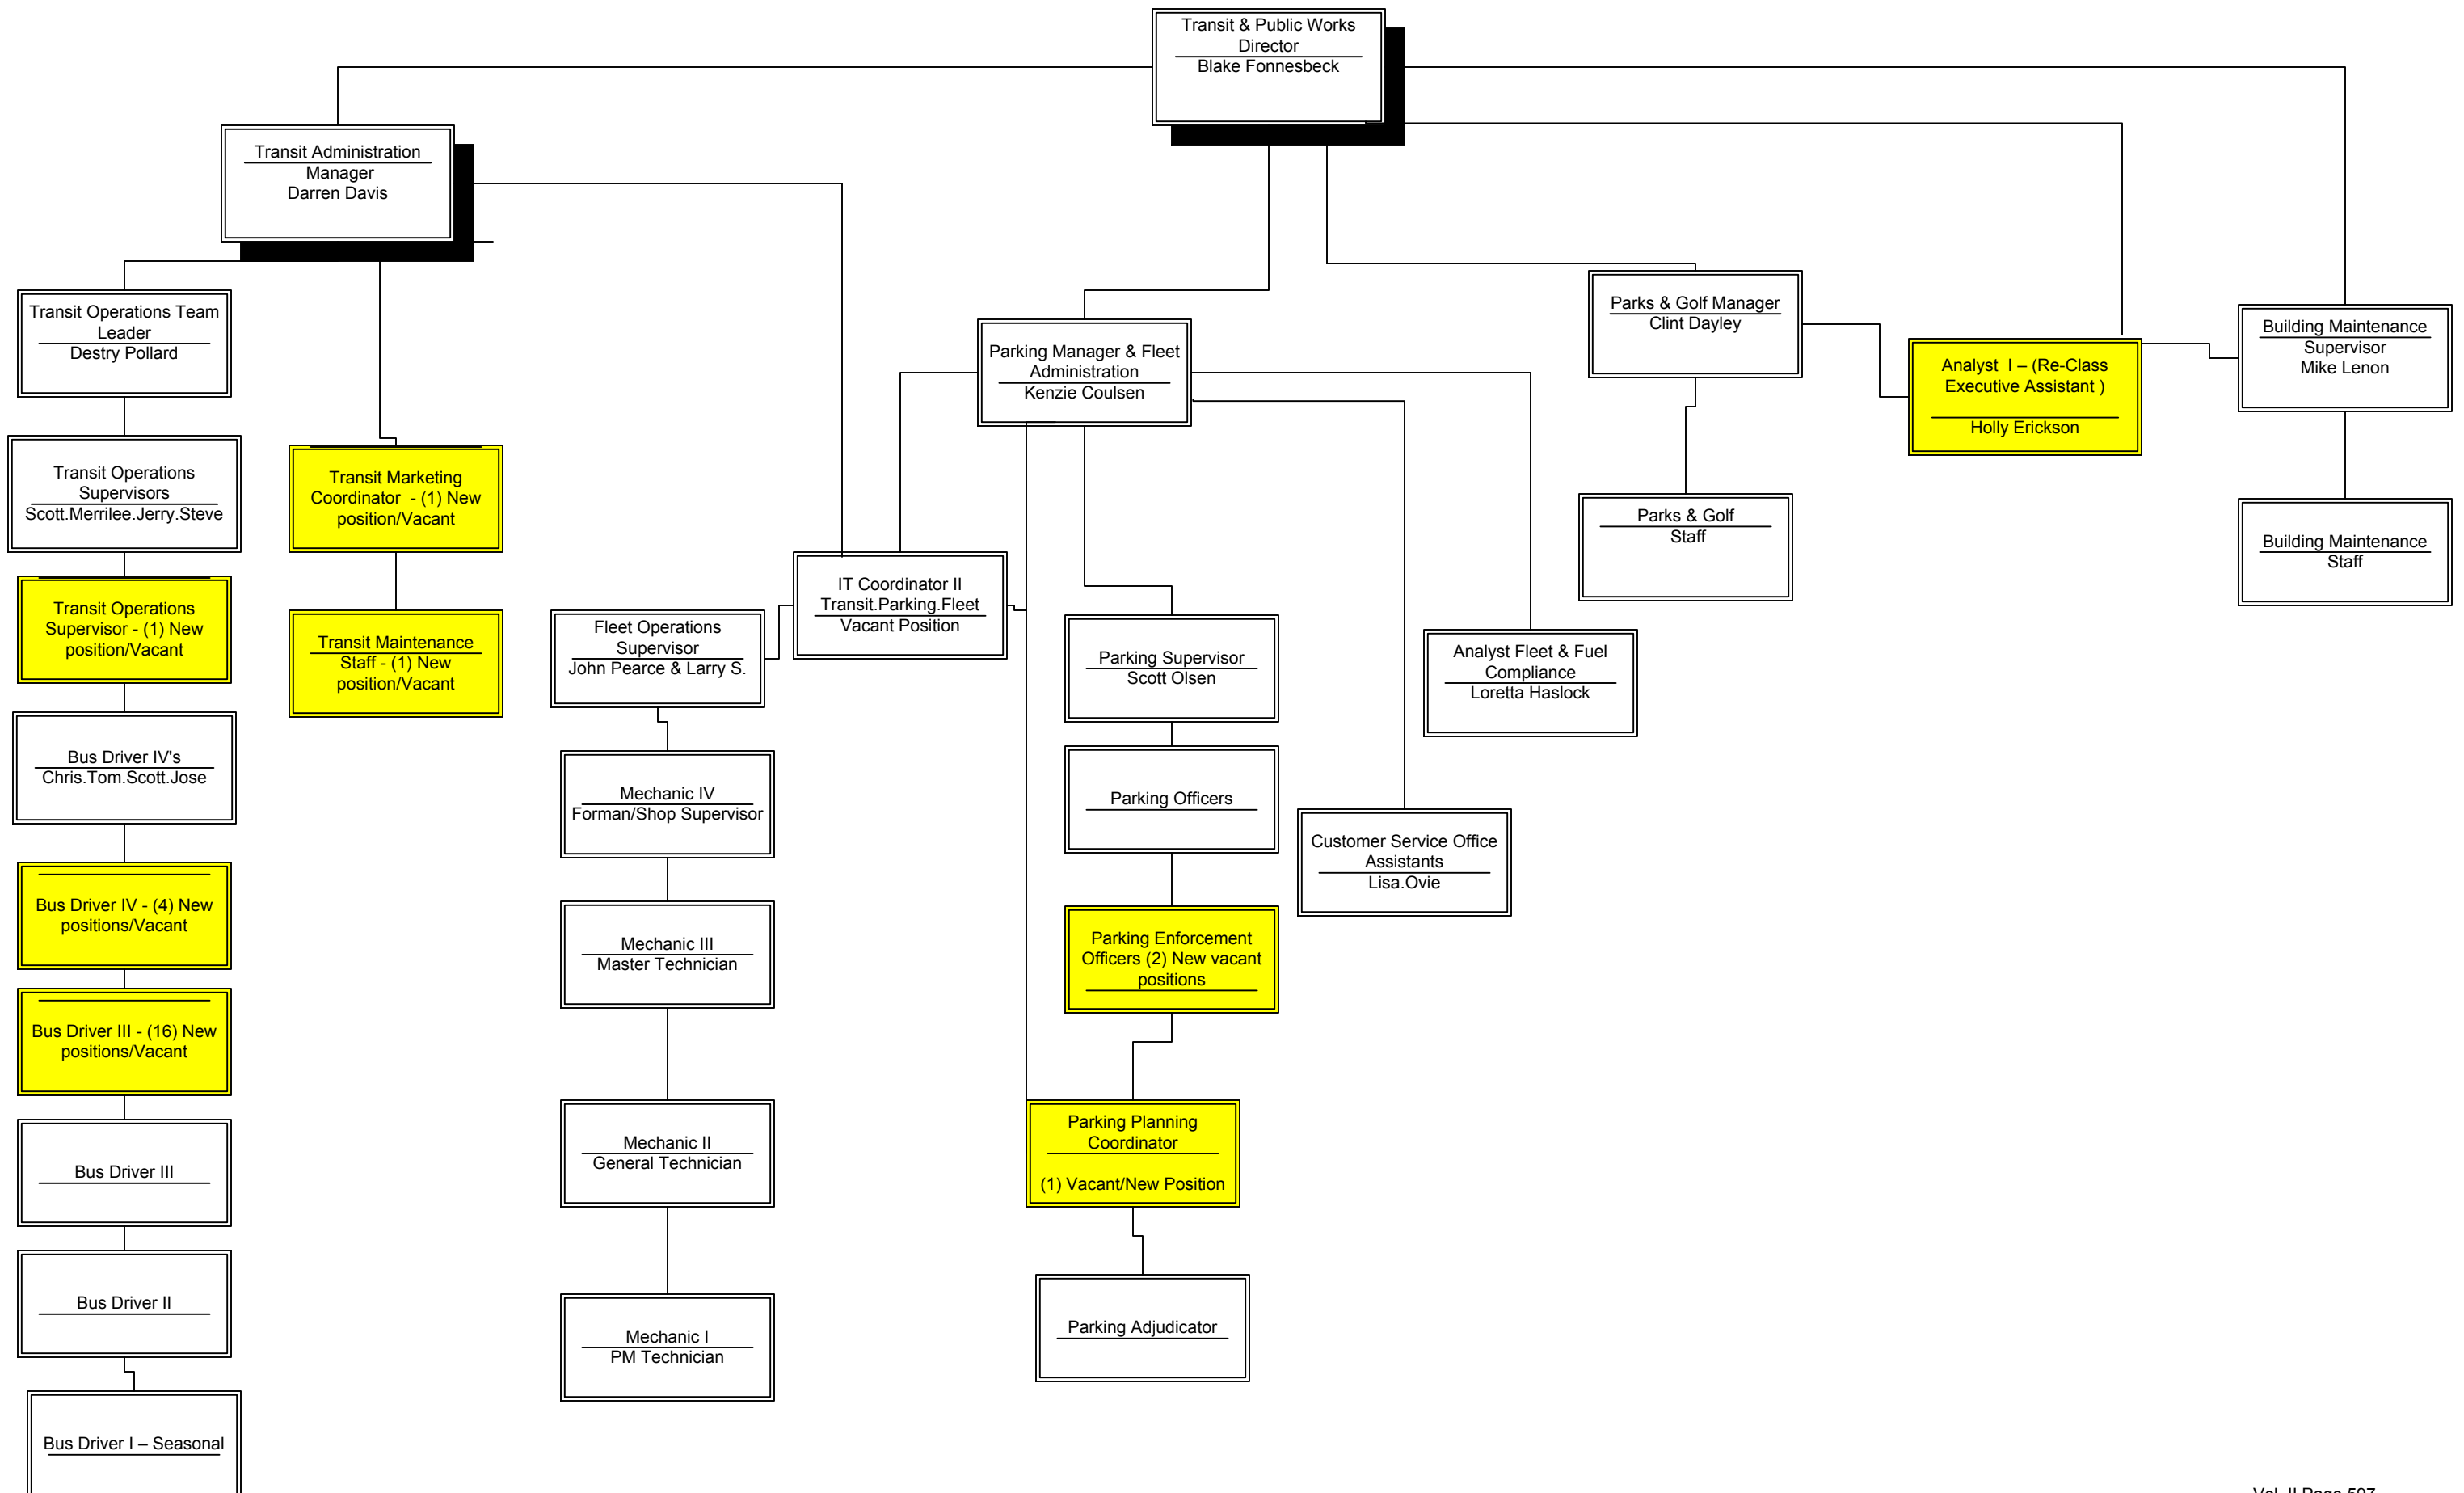 Transit & Public Works
Director
Blake Fonnesbeck
Transit Administration
Manager
Darren Davis
Transit Operations Team
Leader
Destry Pollard
Transit Operations
Supervisors
Scott.Merrilee.Jerry.Steve
Transit Operations
Supervisor - (1) New
position/Vacant
Bus Driver IV's
Chris.Tom.Scott.Jose
Bus Driver IV - (4) New
positions/Vacant
Bus Driver III - (16) New
positions/Vacant
Bus Driver III
Bus Driver II
Bus Driver I – Seasonal
Transit Marketing
Coordinator - (1) New
position/Vacant
Transit Maintenance
Staff - (1) New
position/Vacant
IT Coordinator II
Transit.Parking.Fleet
Vacant Position
Fleet Operations
Supervisor
John Pearce & Larry S.
Mechanic IV
Forman/Shop Supervisor
Mechanic III
Master Technician
Mechanic II
General Technician
Mechanic I
PM Technician
Parking Manager & Fleet
Administration
Kenzie Coulsen
Parking Supervisor
Scott Olsen
Parking Officers
Parking Enforcement
Officers (2) New vacant
positions
Parking Planning
Coordinator
(1) Vacant/New Position
Parking Adjudicator
Customer Service Office
Assistants
Lisa.Ovie
Analyst Fleet & Fuel
Compliance
Loretta Haslock
Parks & Golf Manager
Clint Dayley
Parks & Golf
Staff
Analyst I – (Re-Class
Executive Assistant )
Holly Erickson
Building Maintenance
Supervisor
Mike Lenon
Building Maintenance
Staff
Vol. II Page 597